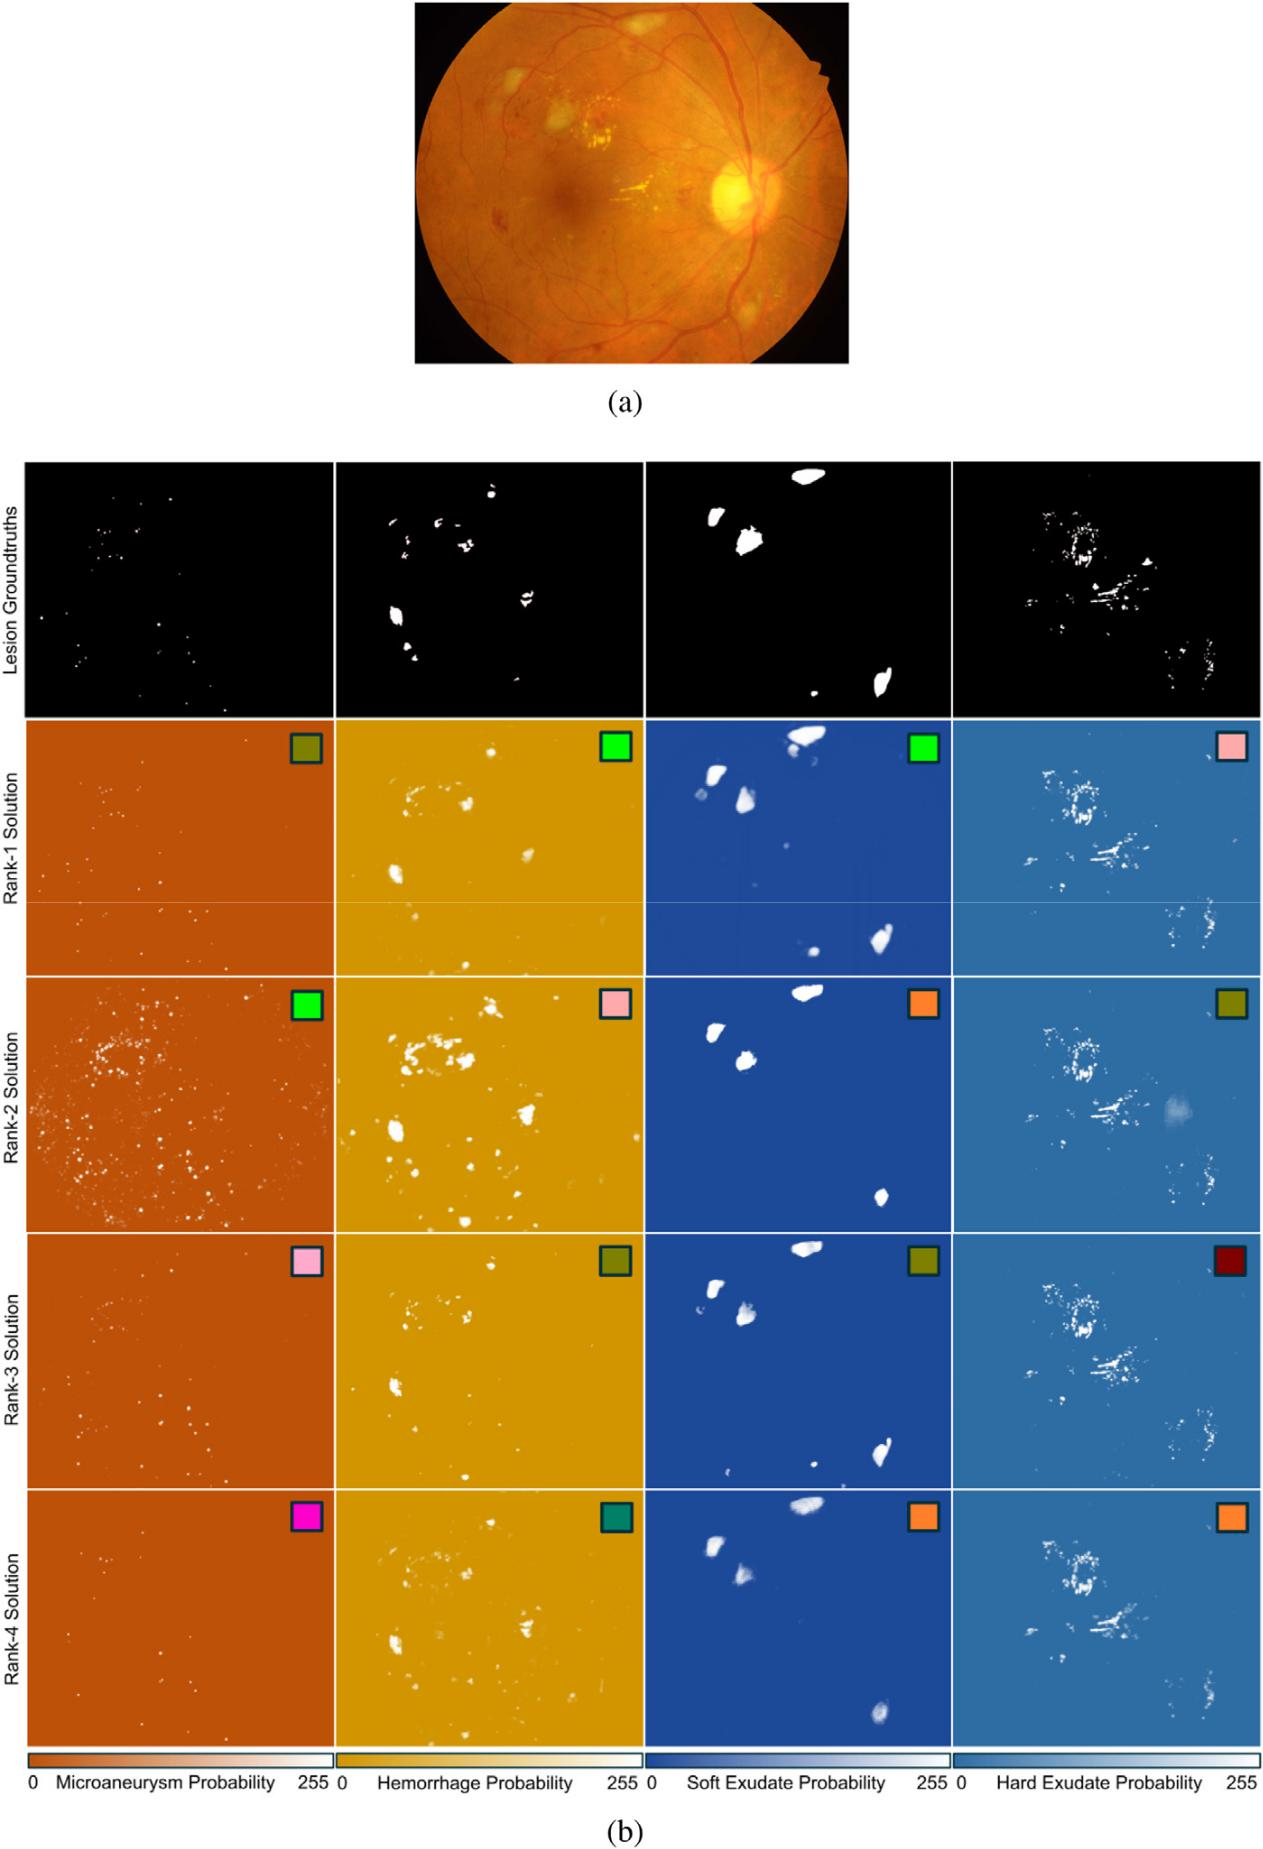 (a)
Lesion Groundtruths
Rank-1 Solution
Rank-2 Solution
Rank-3 Solution
Rank-4 Solution
0 Microaneurysm Probability 255
0 Hemorrhage Probability 255
0 Soft Exudate Probability 255
0 Hard Exudate Probability 255
(b)